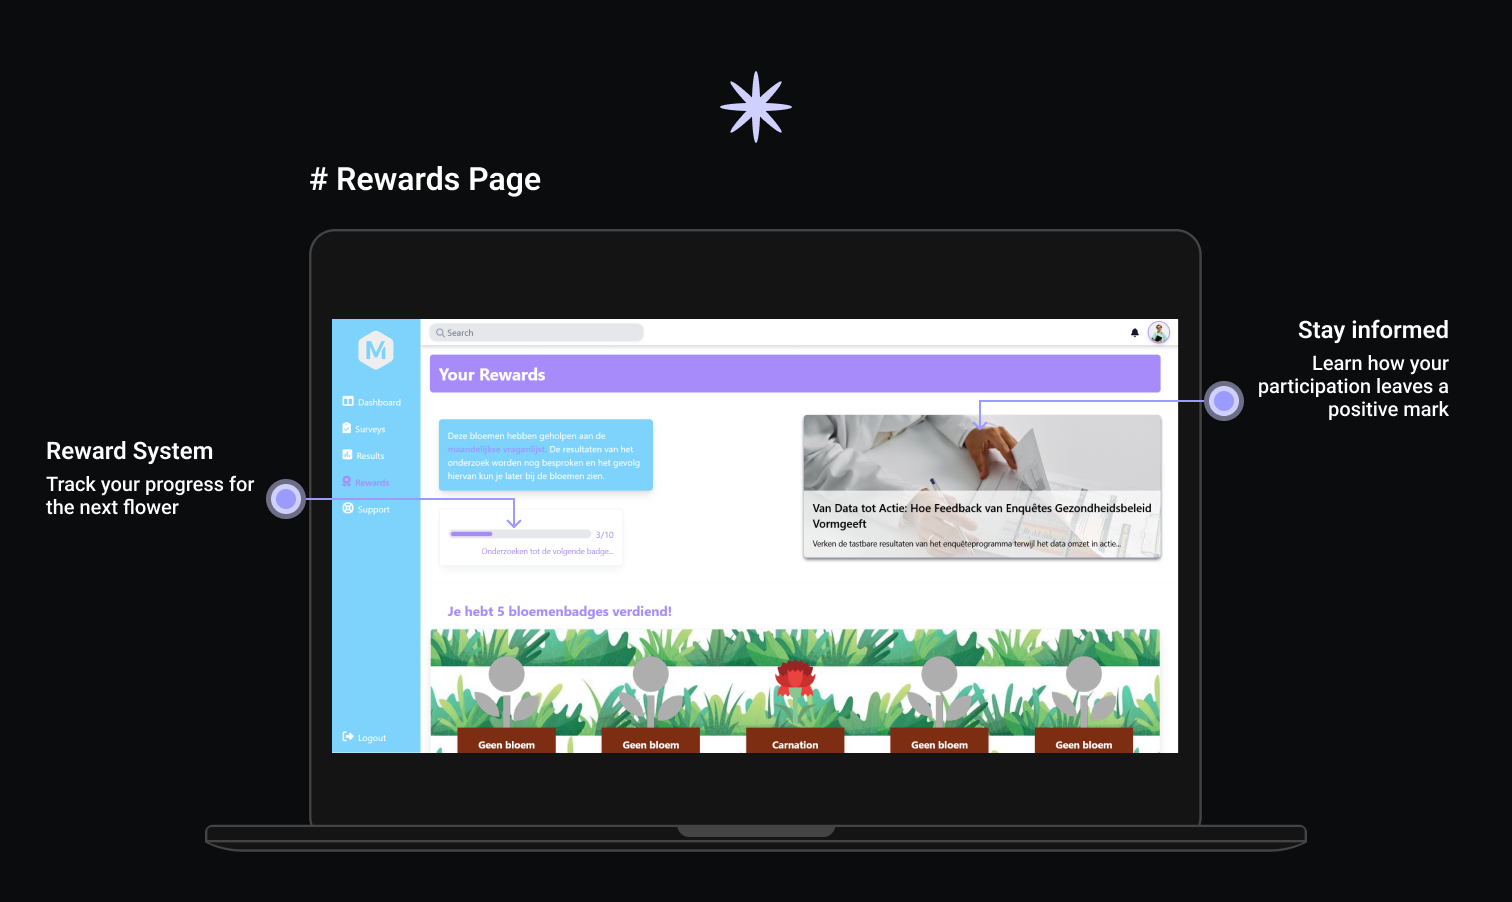 # Rewards Page
Search
M
Your Rewards
Dashboard
Surveys
Results
Rewards
Support
Logout
Deze bloemen hebben geholpen aan de
maandelijkse vragenlijst. De resultaten van het
onderzoek worden nog besproken en het gevolg
hiervan kun je later bij de bloemen zien.
3/10
Onderzoeken tot de volgende badge...
Van Data tot Actie: Hoe Feedback van Enquêtes Gezondheidsbeleid
Vormgeeft
Verken de tastbare resultaten van het enquêteprogramma terwijl het data omzet in actie...
Je hebt 5 bloemenbadges verdiend!
Geen bloem
Geen bloem
Carnation
Geen bloem
Geen bloem
Reward System
Track your progress for
the next flower
Stay informed
Learn how your
participation leaves a
positive mark